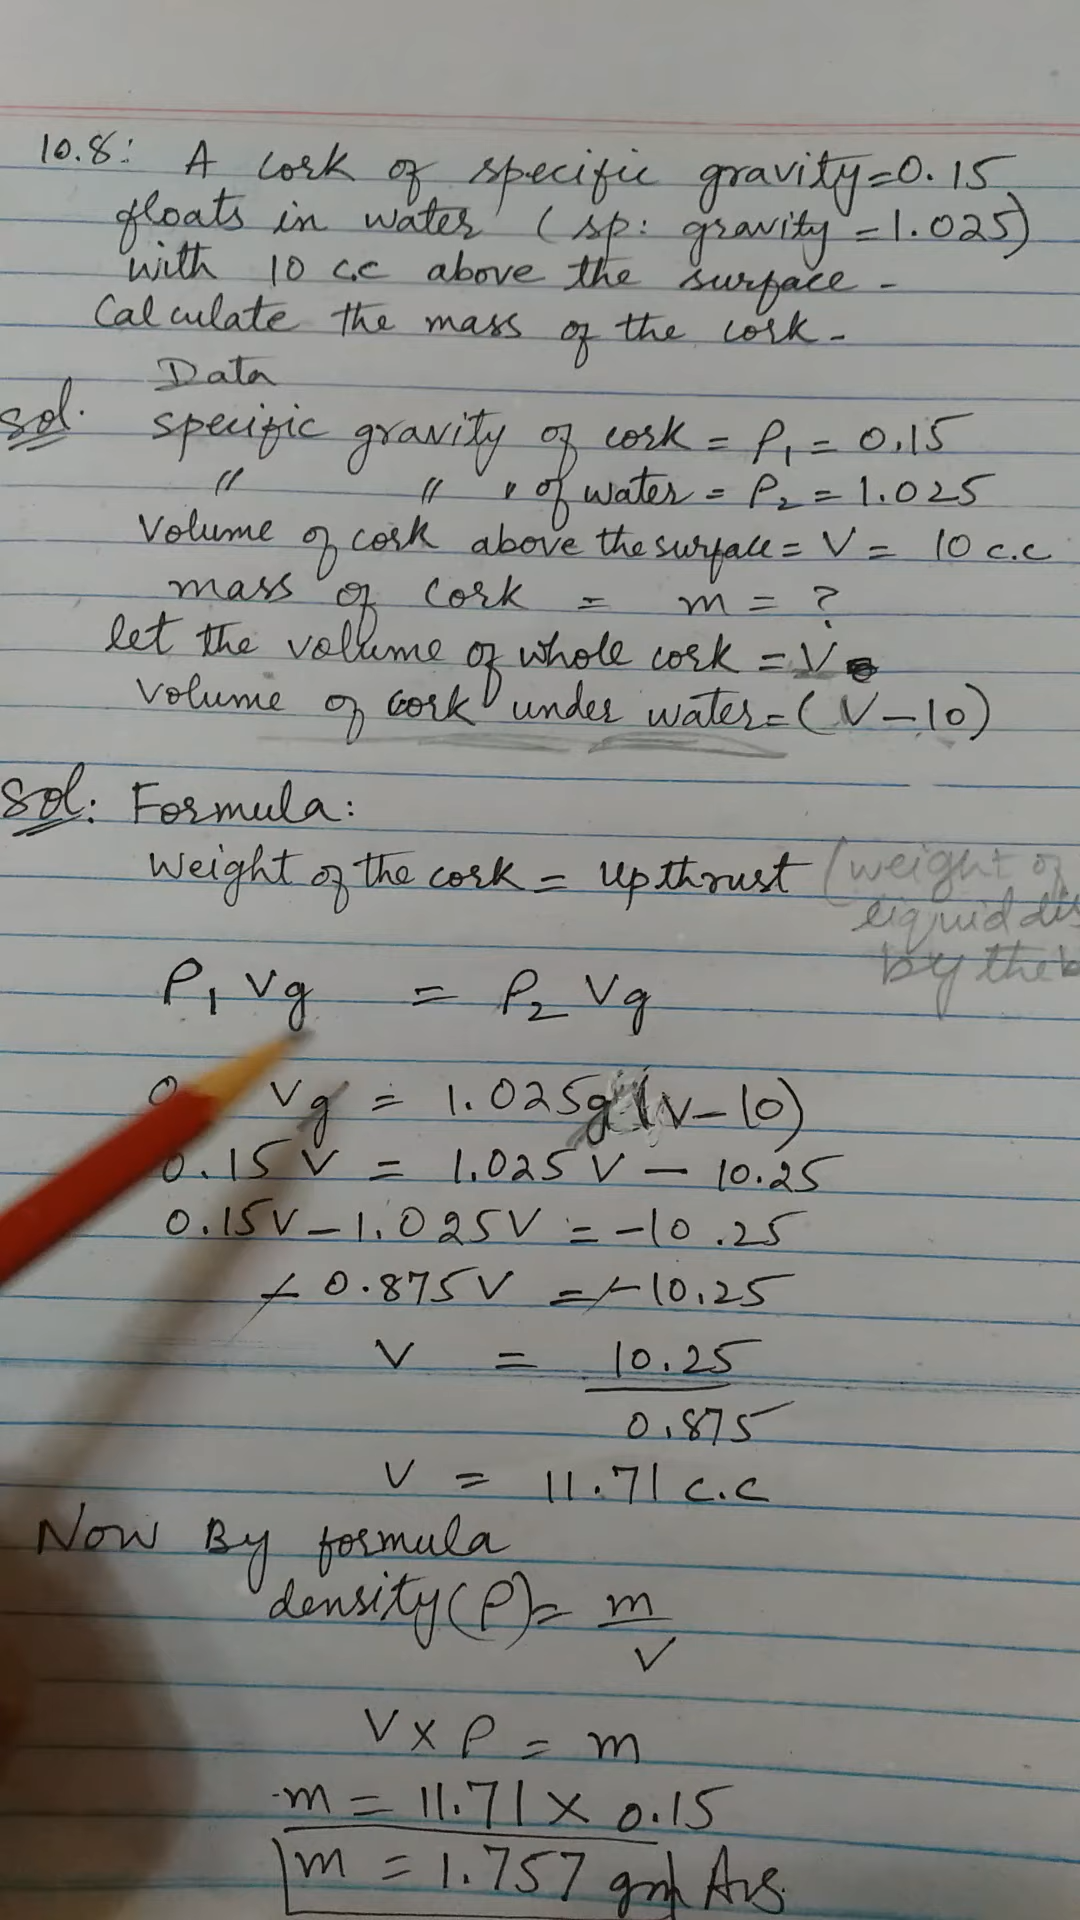 10.8: A cork of specific gravity=0.15
floats in water (sp: gravity =1.025)
with 10 c.c above the surface -
Calculate the mass of the cork -
Data
Sol. specific gravity of cork = ρ₁ = 0.15
〃 〃 〃 of water = ρ₂ = 1.025
Volume of cork above the surface = V = 10 c.c
mass of cork = m = ?
let the volume of whole cork = V
Volume of cork under water = (V-10)
Sol: Formula:
Weight of the cork = upthrust (weight of
liquid
by the
ρ₁ Vg = ρ₂ Vg
0 Vg = 1.025g (V-10)
0.15 V = 1.025 V - 10.25
0.15V - 1.025V = -10.25
- 0.875V = -10.25
V = 10.25
0.875
V = 11.71 c.c
Now By formula
density (ρ) = m
V
V × ρ = m
m = 11.71 × 0.15
m = 1.757 gm Ans.